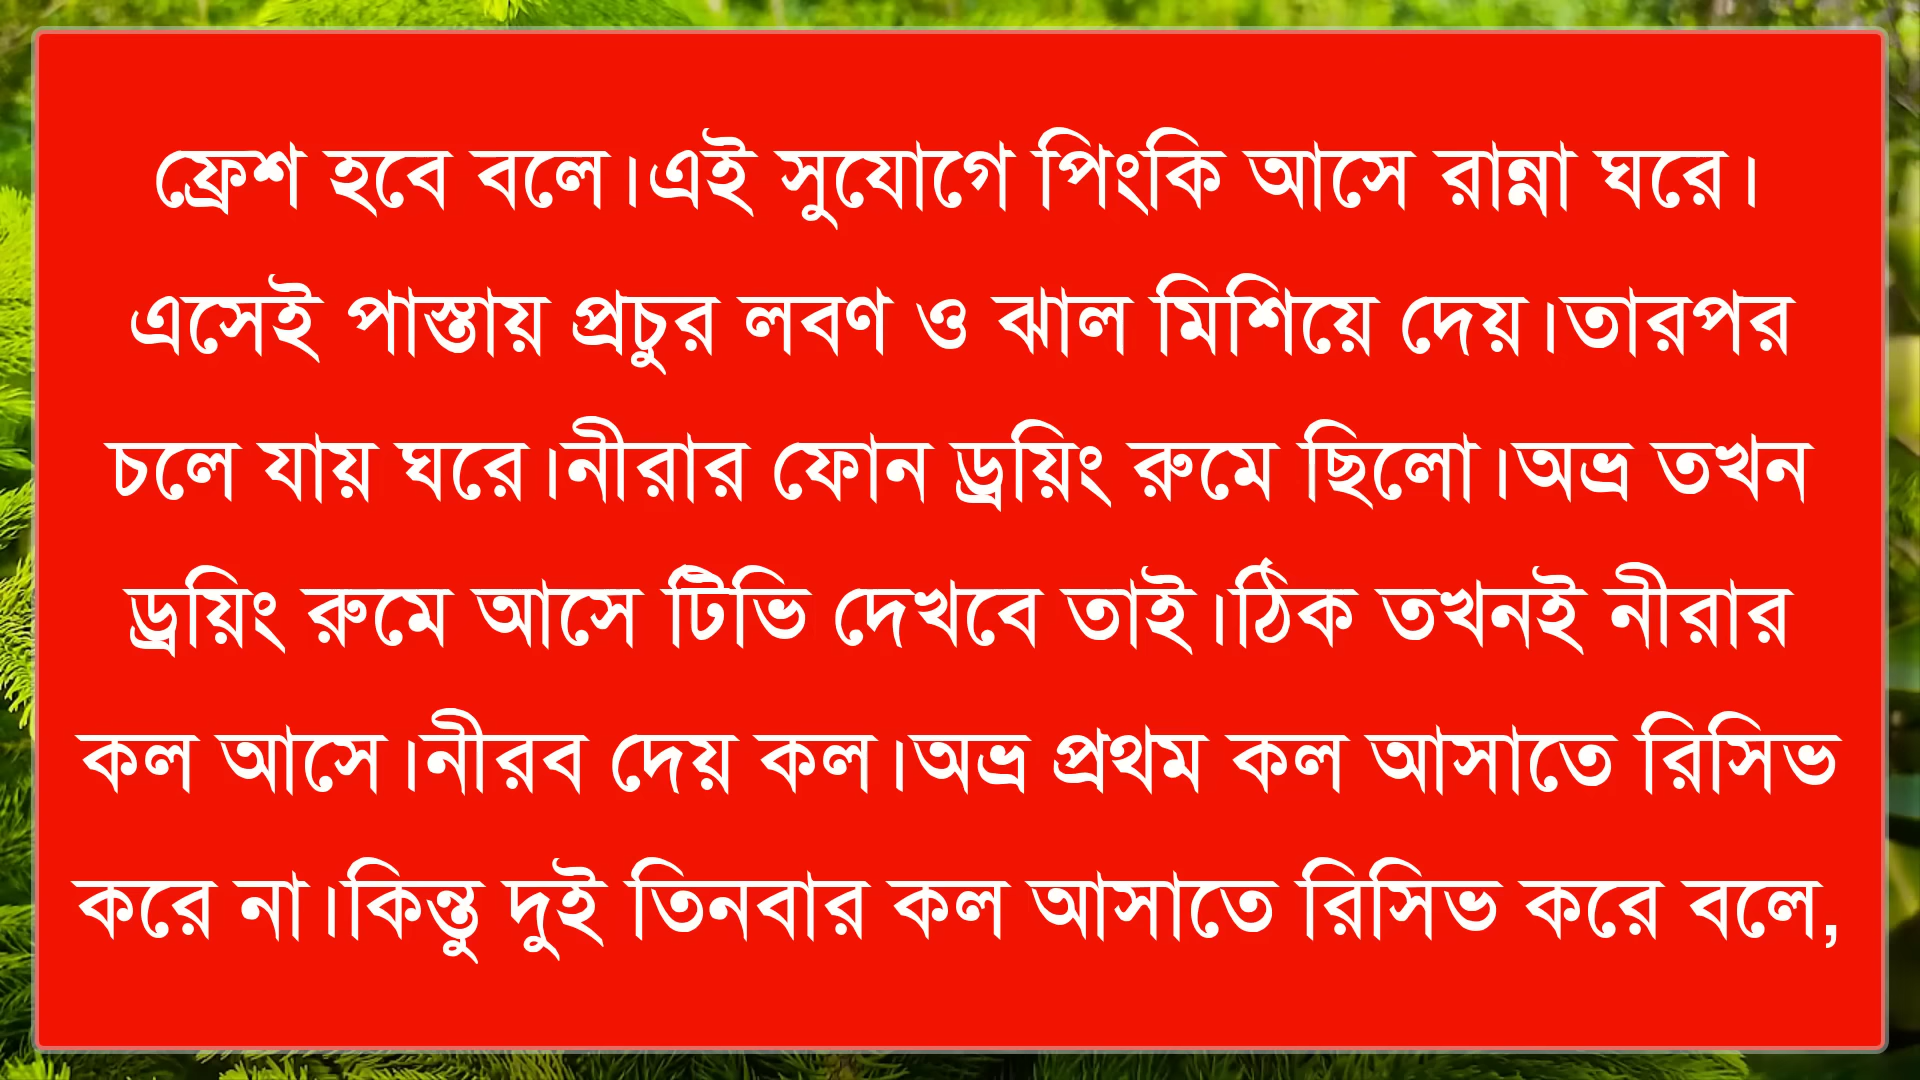 ফ্রেশ হবে বলে।এই সুযোগে পিংকি আসে রান্না ঘরে।
এসেই পাস্তায় প্রচুর লবণ ও ঝাল মিশিয়ে দেয়।তারপর
চলে যায় ঘরে।নীরার ফোন ড্রয়িং রুমে ছিলো।অভ্র তখন
ড্রয়িং রুমে আসে টিভি দেখবে তাই।ঠিক তখনই নীরার
কল আসে।নীরব দেয় কল।অভ্র প্রথম কল আসাতে রিসিভ
করে না।কিন্তু দুই তিনবার কল আসাতে রিসিভ করে বলে,